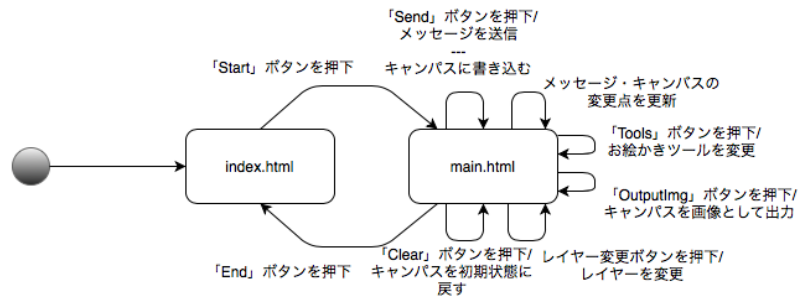 「Send」ボタンを押下/
メッセージを送信
---
キャンバスに書き込む
「Start」ボタンを押下
メッセージ・キャンバスの
変更点を更新
「Tools」ボタンを押下/
お絵かきツールを変更
index.html
main.html
「OutputImg」ボタンを押下/
キャンパスを画像として出力
「End」ボタンを押下
「Clear」ボタンを押下/
キャンパスを初期状態に
戻す
レイヤー変更ボタンを押下/
レイヤーを変更